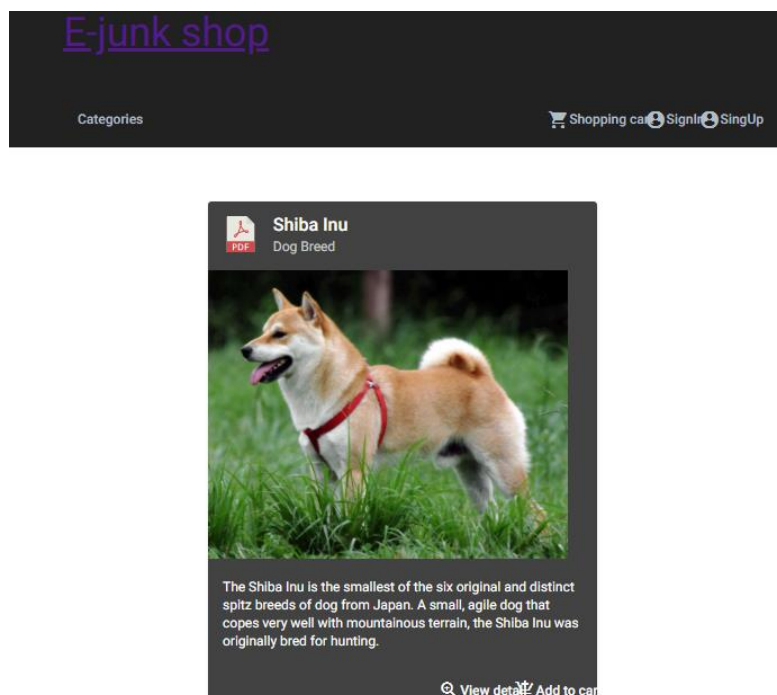 E-junk shop
Categories
Shopping ca SignIn SingUp
Shiba Inu
PDF
Dog Breed
The Shiba Inu is the smallest of the six original and distinct
spitz breeds of dog from Japan. A small, agile dog that
copes very well with mountainous terrain, the Shiba Inu was
originally bred for hunting.
View detail Add to car